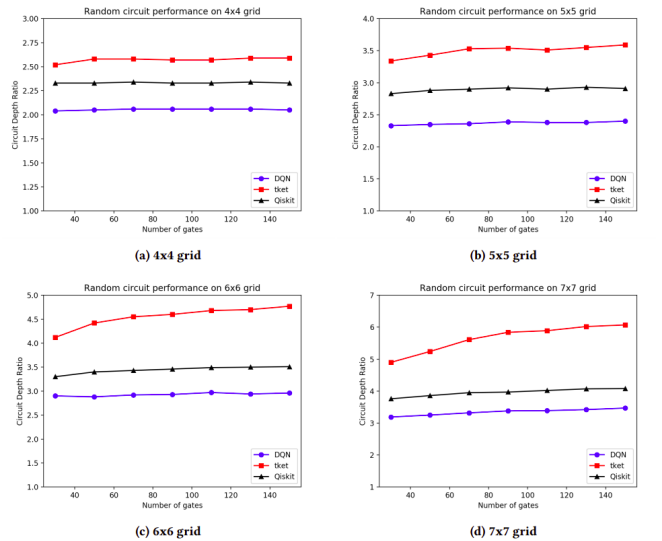 Random circuit performance on 4x4 grid
3.00
2.75
2.50
2.25
2.00
1.75
1.50
1.25
1.00
Circuit Depth Ratio
40 60 80 100 120 140
Number of gates
DQN
tket
Qiskit
(a) 4x4 grid
Random circuit performance on 5x5 grid
4.0
3.5
3.0
2.5
2.0
1.5
1.0
Circuit Depth Ratio
40 60 80 100 120 140
Number of gates
DQN
tket
Qiskit
(b) 5x5 grid
Random circuit performance on 6x6 grid
5.0
4.5
4.0
3.5
3.0
2.5
2.0
1.5
1.0
Circuit Depth Ratio
40 60 80 100 120 140
Number of gates
DQN
tket
Qiskit
(c) 6x6 grid
Random circuit performance on 7x7 grid
7
6
5
4
3
2
1
Circuit Depth Ratio
40 60 80 100 120 140
Number of gates
DQN
tket
Qiskit
(d) 7x7 grid